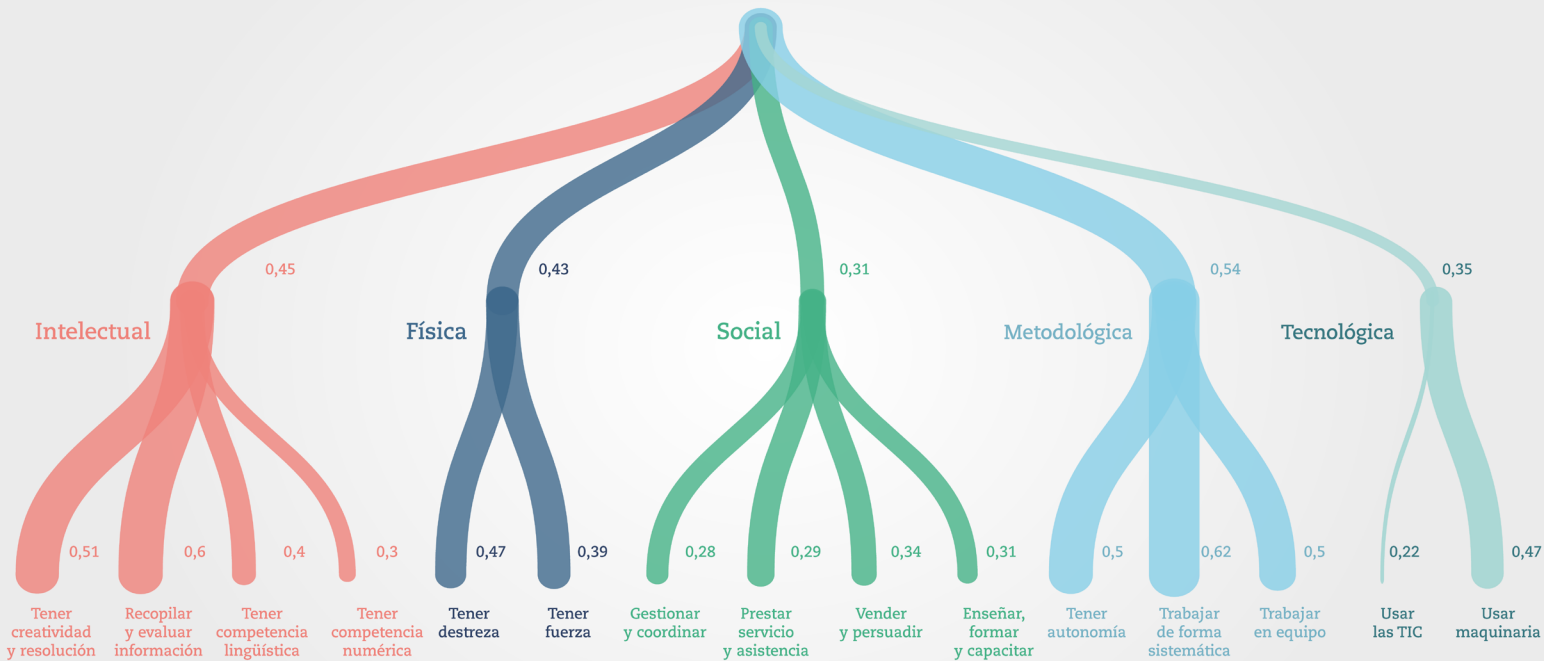 0,45
0,43
0,31
0,54
0,35
Intelectual
Física
Social
Metodológica
Tecnológica
0,51
0,6
0,4
0,3
0,47
0,39
0,28
0,29
0,34
0,31
0,5
0,62
0,5
0,22
0,47
Tener
creatividad
y resolución
Recopilar
y evaluar
información
Tener
competencia
lingüística
Tener
competencia
numérica
Tener
destreza
Tener
fuerza
Gestionar
y coordinar
Prestar
servicio
y asistencia
Vender
y persuadir
Enseñar,
formar
y capacitar
Tener
autonomía
Trabajar
de forma
sistemática
Trabajar
en equipo
Usar
las TIC
Usar
maquinaria